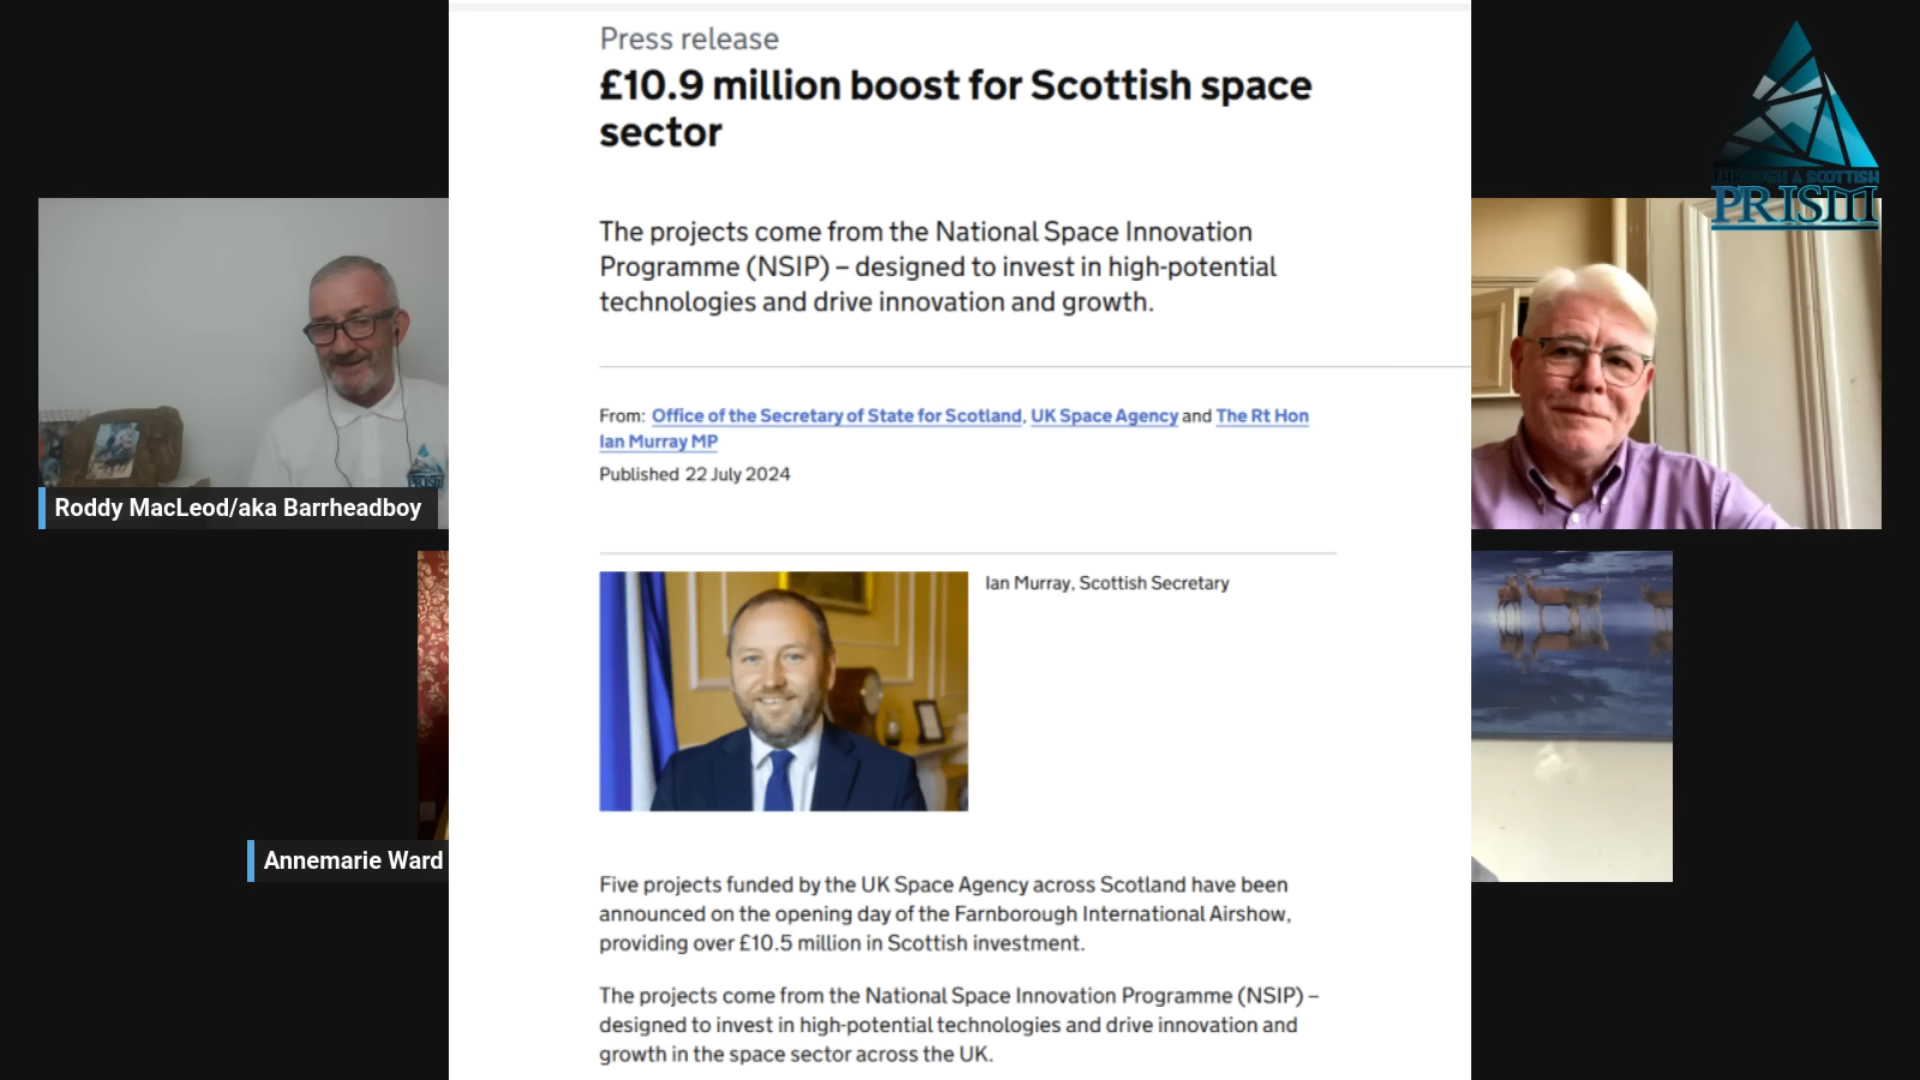 Press release
£10.9 million boost for Scottish space
sector
The projects come from the National Space Innovation
Programme (NSIP) – designed to invest in high-potential
technologies and drive innovation and growth.
From: Office of the Secretary of State for Scotland, UK Space Agency and The Rt Hon
Ian Murray MP
Published 22 July 2024
Ian Murray, Scottish Secretary
Five projects funded by the UK Space Agency across Scotland have been
announced on the opening day of the Farnborough International Airshow,
providing over £10.5 million in Scottish investment.
The projects come from the National Space Innovation Programme (NSIP) –
designed to invest in high-potential technologies and drive innovation and
growth in the space sector across the UK.
Roddy MacLeod/aka Barrheadboy
Annemarie Ward
THROUGH A SCOTTISH
PRISM
PRISM